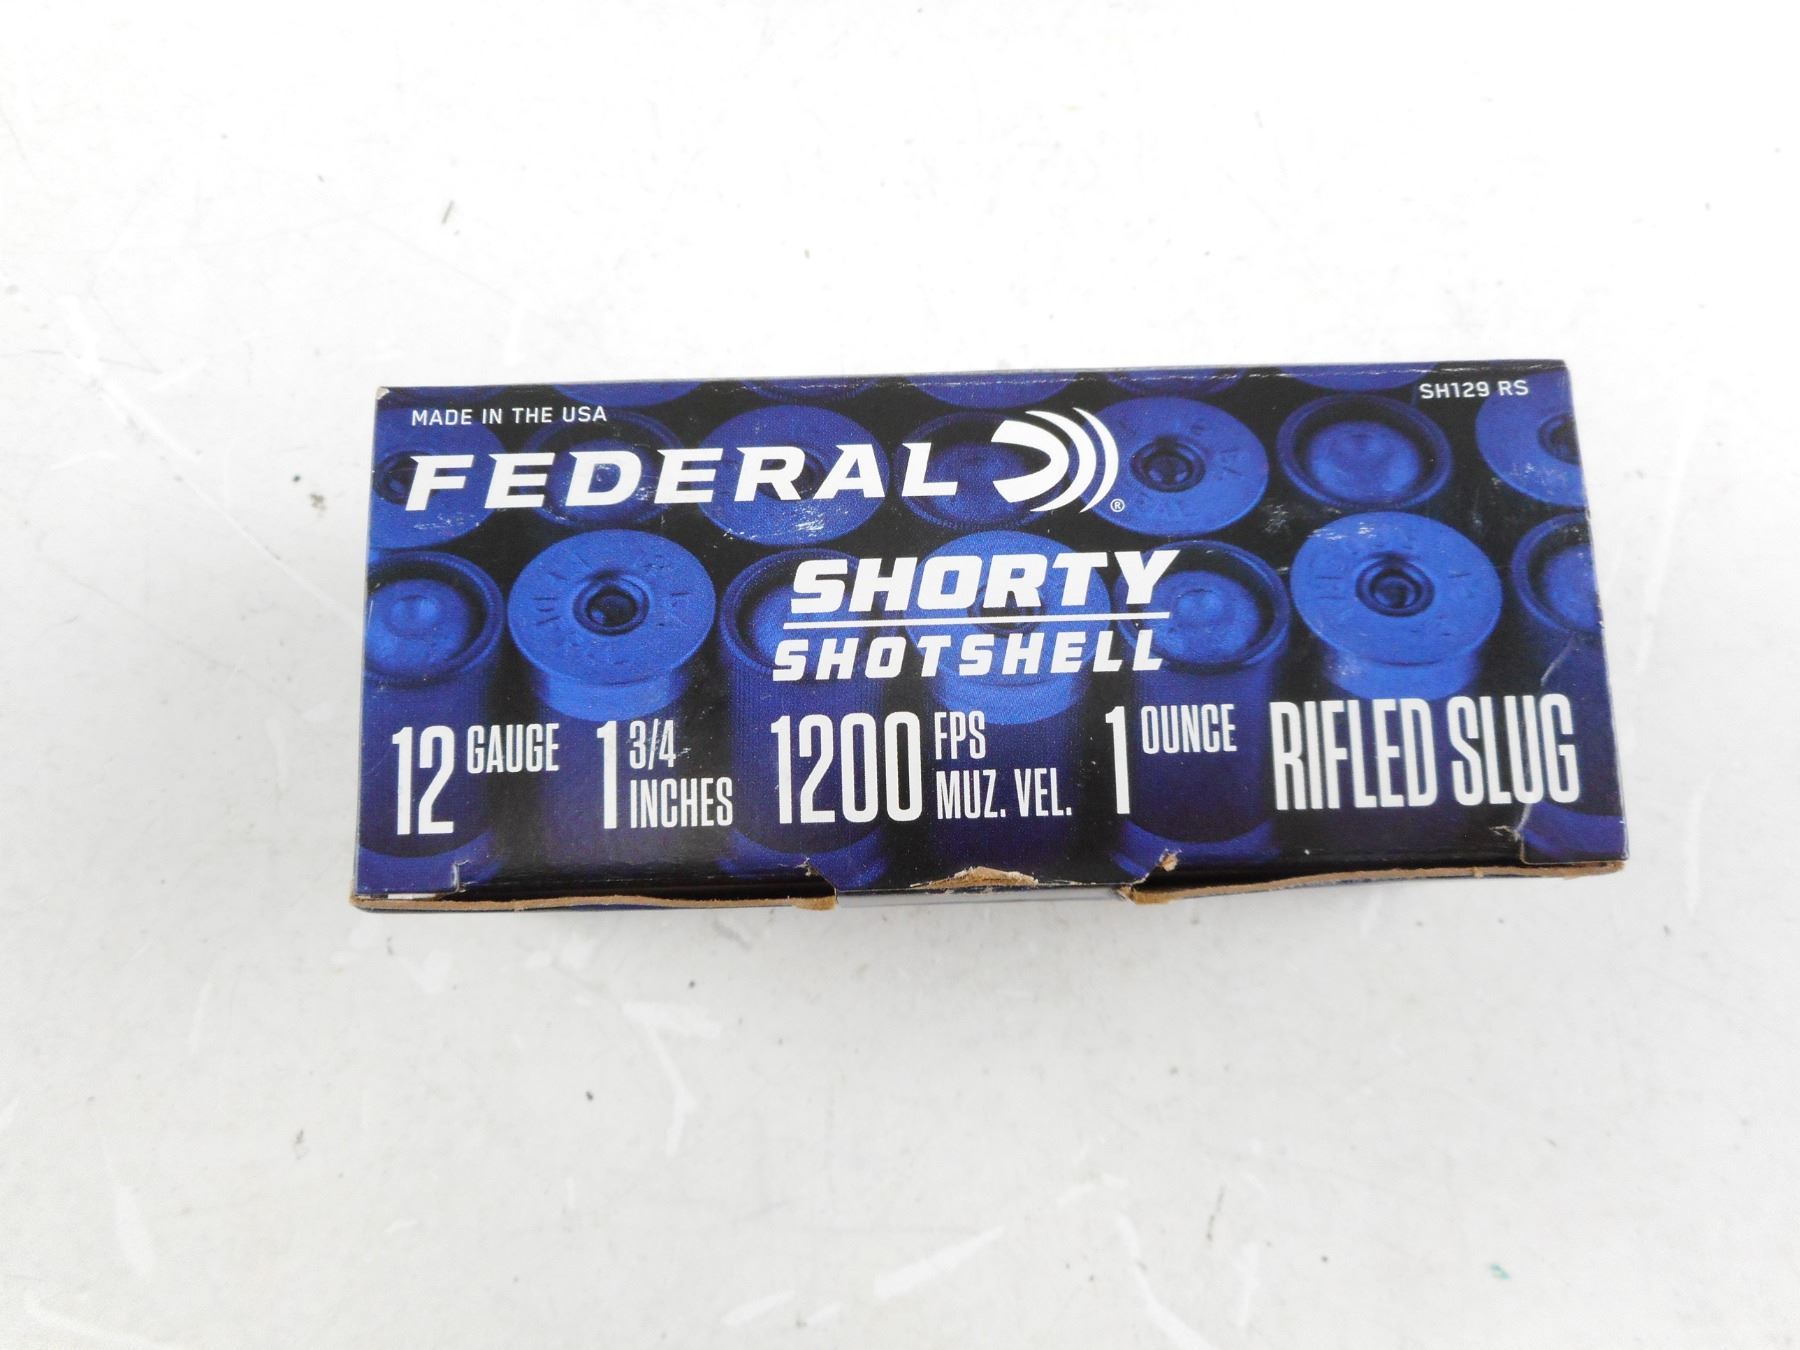 MADE IN THE USA
SH129 RS
FEDERAL ®
SHORTY
SHOTSHELL
12 GAUGE 1 3/4 INCHES 1200 FPS MUZ. VEL. 1 OUNCE RIFLED SLUG